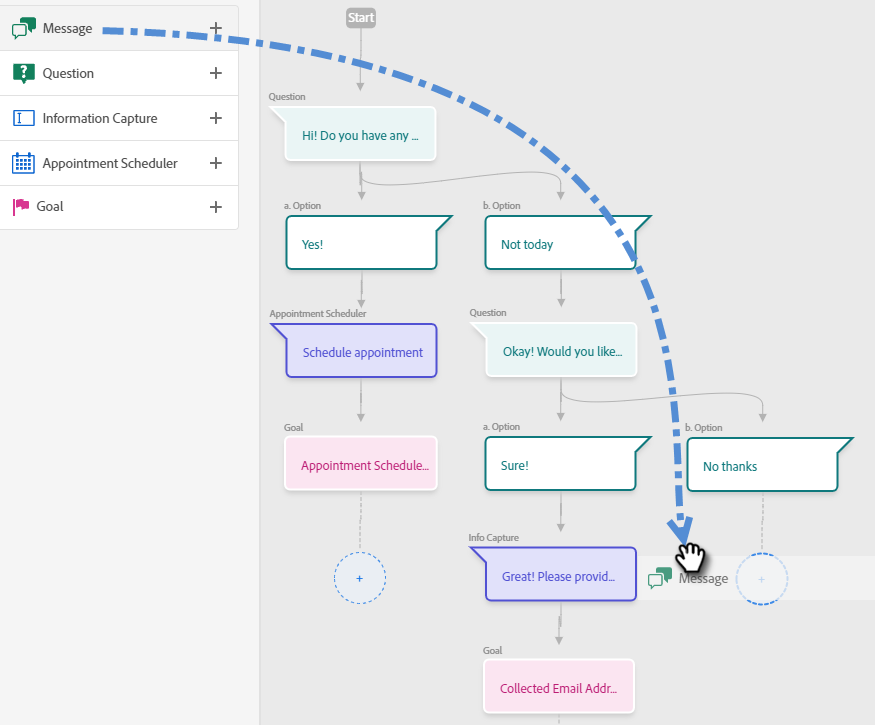 Message
Question
Information Capture
Appointment Scheduler
Goal
Start
Question
Hi! Do you have any ...
a. Option
b. Option
Yes!
Not today
Appointment Scheduler
Question
Schedule appointment
Okay! Would you like...
Goal
a. Option
b. Option
Appointment Schedule...
Sure!
No thanks
Info Capture
Great! Please provid...
Message
Goal
Collected Email Addr...